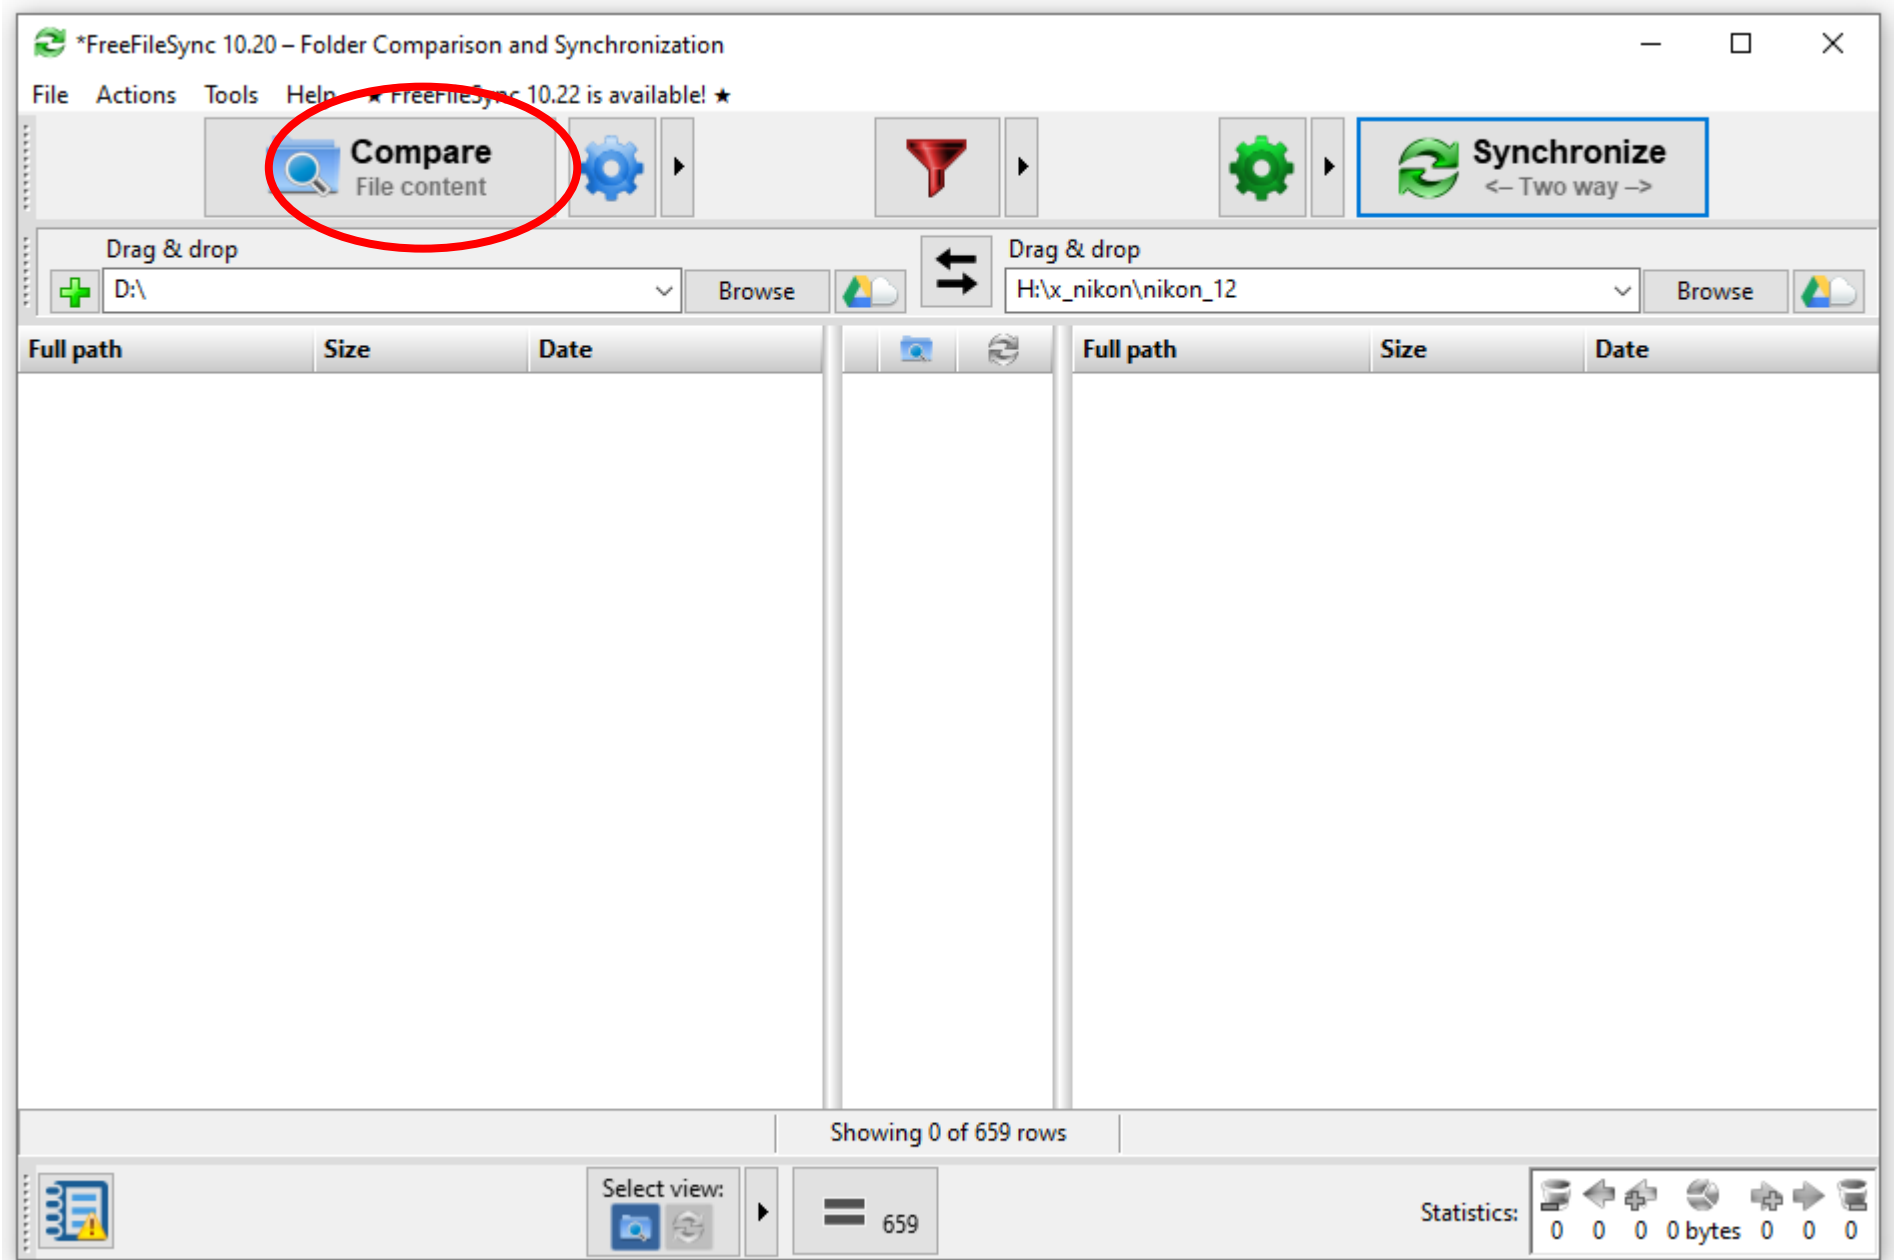 *FreeFileSync 10.20 – Folder Comparison and Synchronization
File Actions Tools Help ★ FreeFileSync 10.22 is available! ★
Compare
File content
Synchronize
<– Two way –>
Drag & drop
D:\
Browse
Drag & drop
H:\x_nikon\nikon_12
Browse
Full path Size Date
Full path Size Date
Showing 0 of 659 rows
Select view:
659
Statistics:
0 0 0 0 bytes 0 0 0